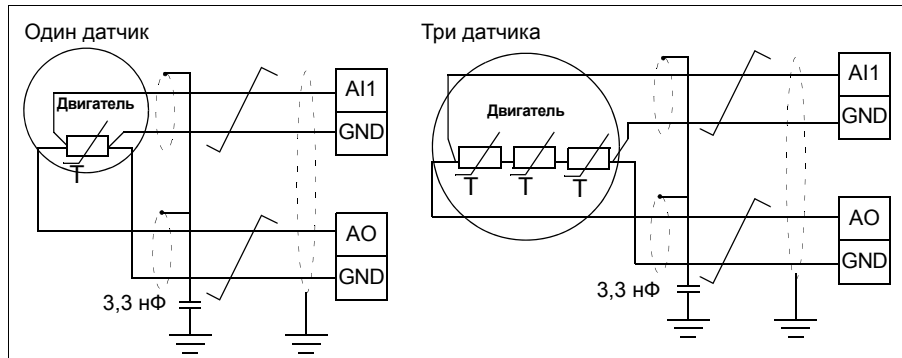 Один датчик
Двигатель
T
AI1
GND
AO
GND
3,3 нФ
Три датчика
Двигатель
T T T
AI1
GND
AO
GND
3,3 нФ